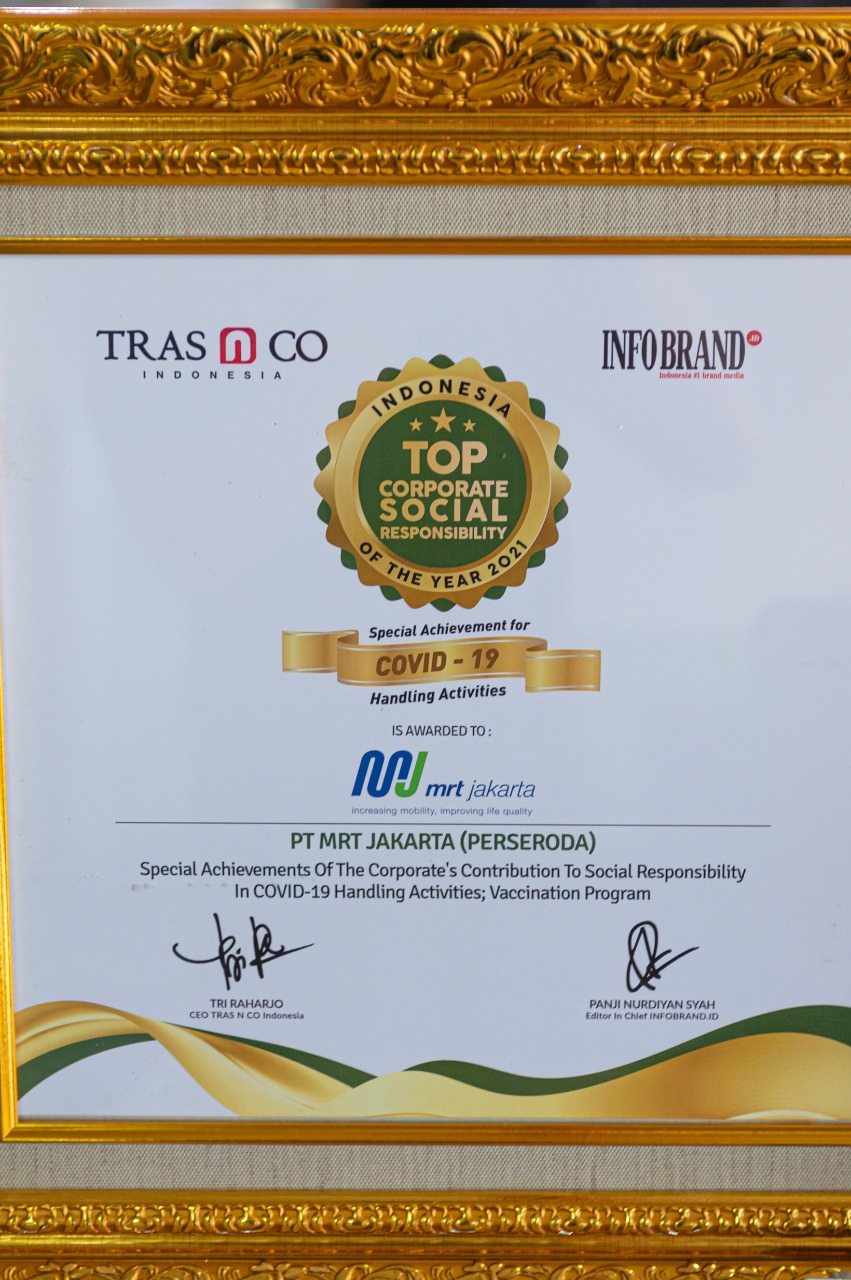 TRAS N CO
INDONESIA
INFOBRAND.ID
Indonesia #1 brand media
INDONESIA
TOP
CORPORATE
SOCIAL
RESPONSIBILITY
OF THE YEAR 2021
Special Achievement for
COVID - 19
Handling Activities
IS AWARDED TO :
mrt jakarta
increasing mobility, improving life quality
PT MRT JAKARTA (PERSERODA)
Special Achievements Of The Corporate's Contribution To Social Responsibility
In COVID-19 Handling Activities; Vaccination Program
TRI RAHARJO
CEO TRAS N CO Indonesia
PANJI NURDIYAN SYAH
Editor In Chief INFOBRAND.ID